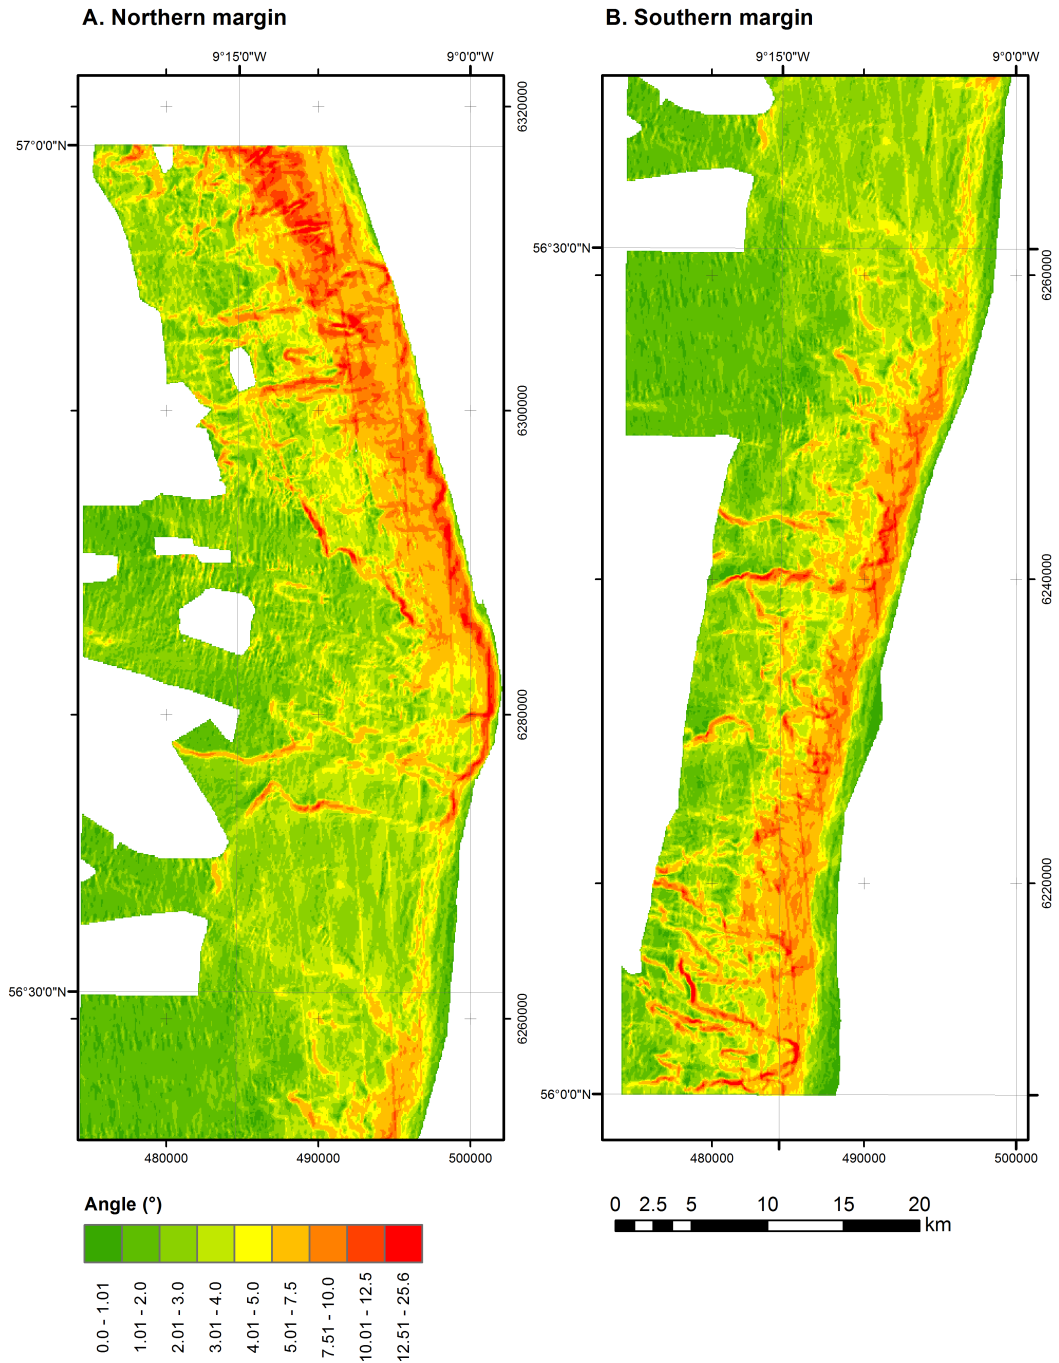 A. Northern margin
B. Southern margin
9°15'0"W
9°0'0"W
9°15'0"W
9°0'0"W
57°0'0"N
56°30'0"N
6320000
6300000
6280000
6260000
56°30'0"N
56°0'0"N
6260000
6240000
6220000
480000
490000
500000
480000
490000
500000
Angle (°)
0.0 - 1.01
1.01 - 2.0
2.01 - 3.0
3.01 - 4.0
4.01 - 5.0
5.01 - 7.5
7.51 - 10.0
10.01 - 12.5
12.51 - 25.6
0 2.5 5 10 15 20
km